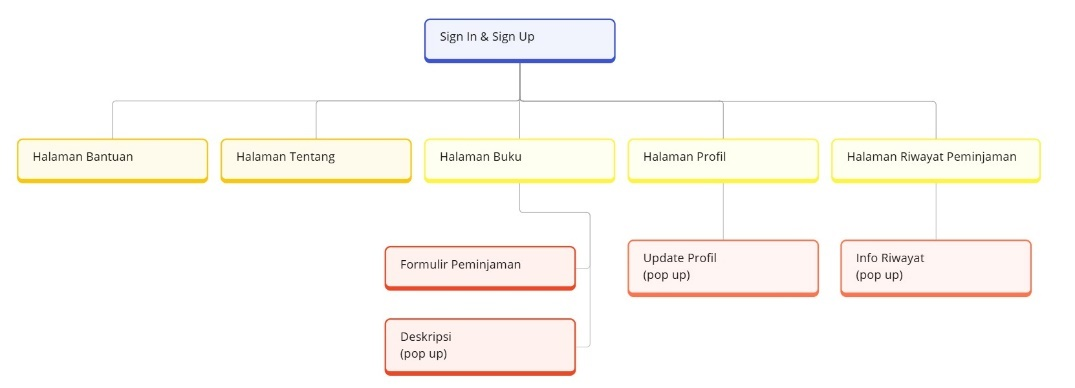 Sign In & Sign Up
Halaman Bantuan
Halaman Tentang
Halaman Buku
Halaman Profil
Halaman Riwayat Peminjaman
Formulir Peminjaman
Deskripsi
(pop up)
Update Profil
(pop up)
Info Riwayat
(pop up)